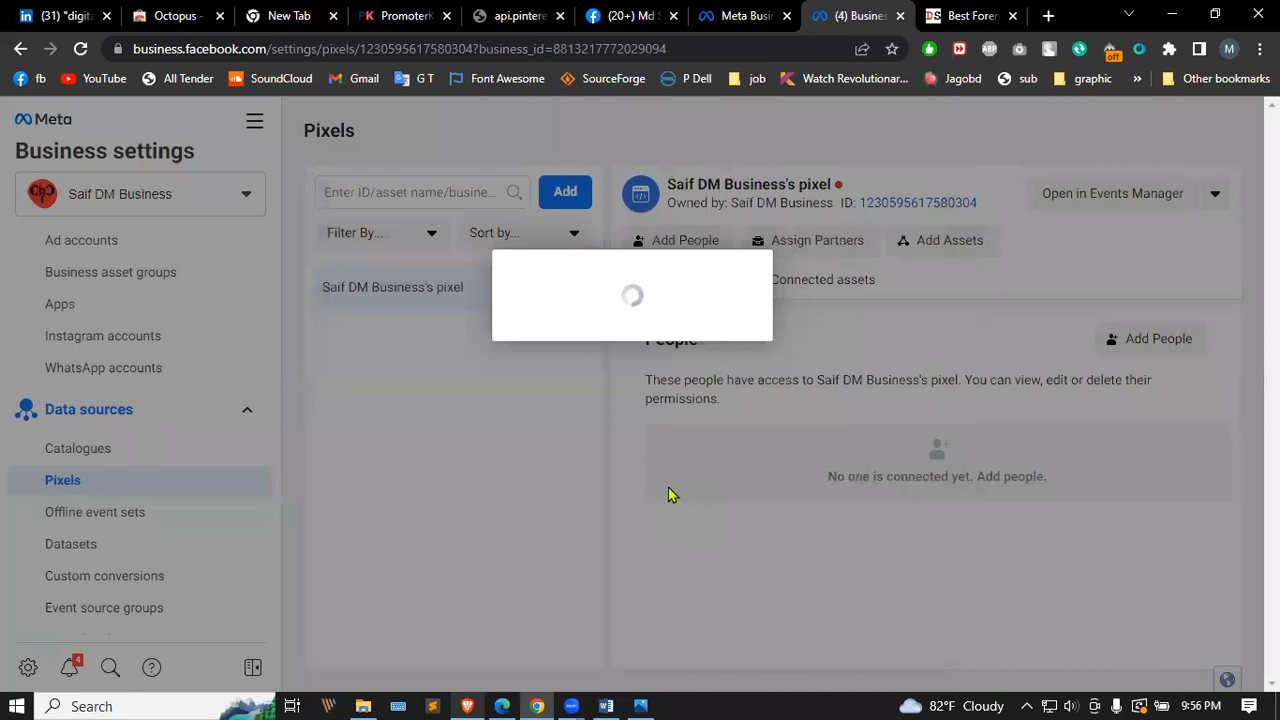 (31) "digita
Octopus -
New Tab
PromoterK
api.pintere
(20+) Md S
Meta Busin
(4) Busines
Best Foren
business.facebook.com/settings/pixels/1230595617580304?business_id=8813217772029094
fb
YouTube
All Tender
SoundCloud
Gmail
G T
Font Awesome
SourceForge
P Dell
job
Watch Revolutionar...
Jagobd
sub
graphic
Other bookmarks
Meta
Business settings
Saif DM Business
Ad accounts
Business asset groups
Apps
Instagram accounts
WhatsApp accounts
Data sources
Catalogues
Pixels
Offline event sets
Datasets
Custom conversions
Event source groups
4
Pixels
Enter ID/asset name/busine...
Add
Filter By...
Sort by...
Saif DM Business's pixel
Saif DM Business's pixel
Owned by: Saif DM Business ID: 1230595617580304
Open in Events Manager
Add People
Assign Partners
Add Assets
Connected assets
People
Add People
These people have access to Saif DM Business's pixel. You can view, edit or delete their
permissions.
No one is connected yet. Add people.
Search
82°F Cloudy
9:56 PM